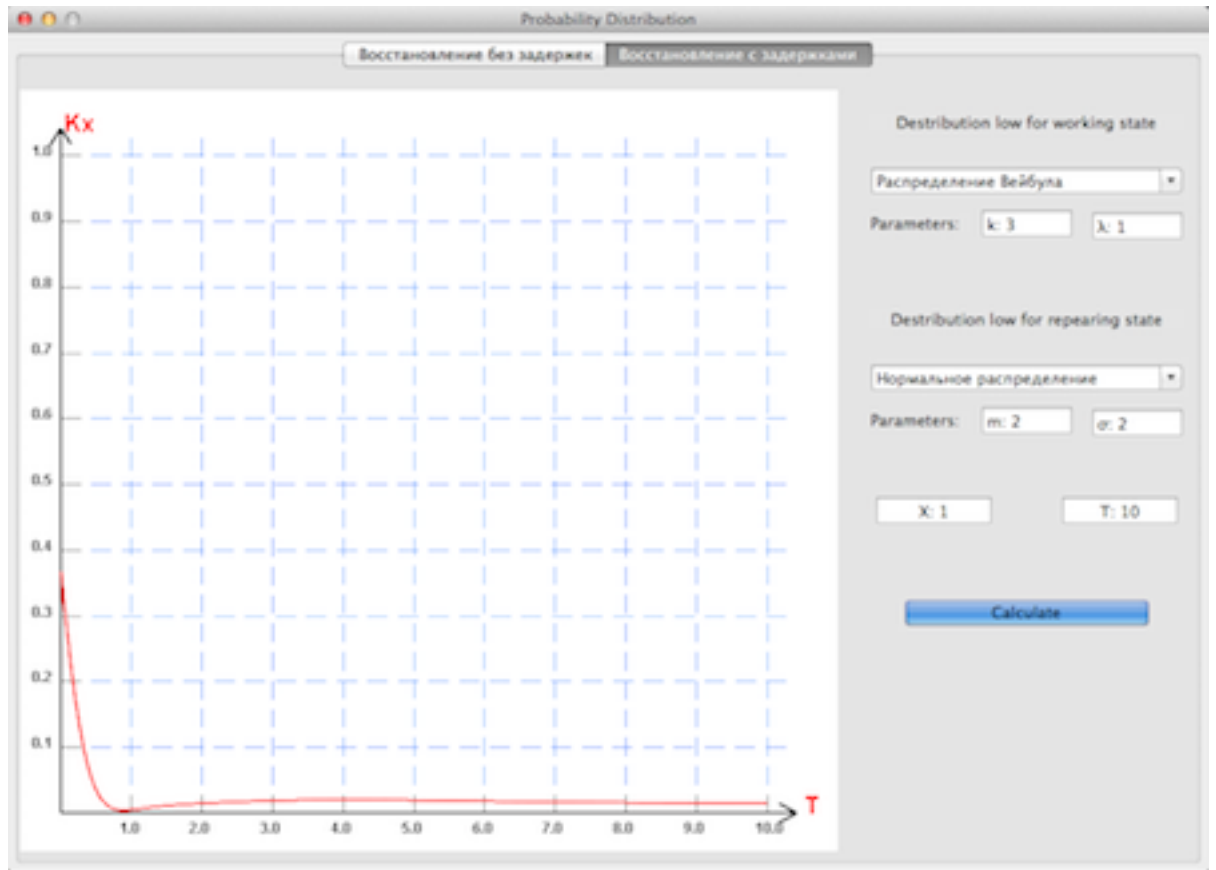 Probability Distribution
Восстановление без задержек
Восстановление с задержками
Kx
1.0
0.9
0.8
0.7
0.6
0.5
0.4
0.3
0.2
0.1
1.0 2.0 3.0 4.0 5.0 6.0 7.0 8.0 9.0 10.0
T
Destribution low for working state
Распределение Вейбула
Parameters: k: 3 λ: 1
Destribution low for repearing state
Нормальное распределение
Parameters: m: 2 σ: 2
X: 1 T: 10
Calculate